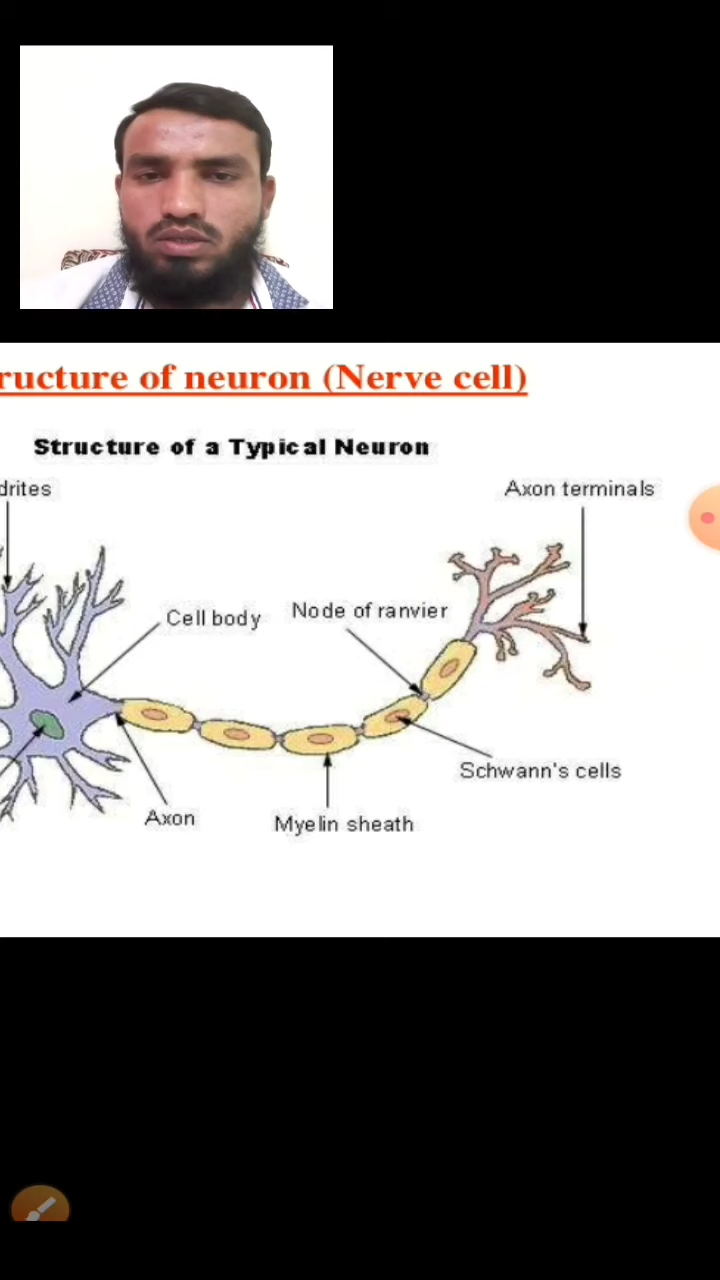 ructure of neuron (Nerve cell)
Structure of a Typical Neuron
drites
Axon terminals
Cell body
Node of ranvier
Schwann's cells
Axon
Myelin sheath